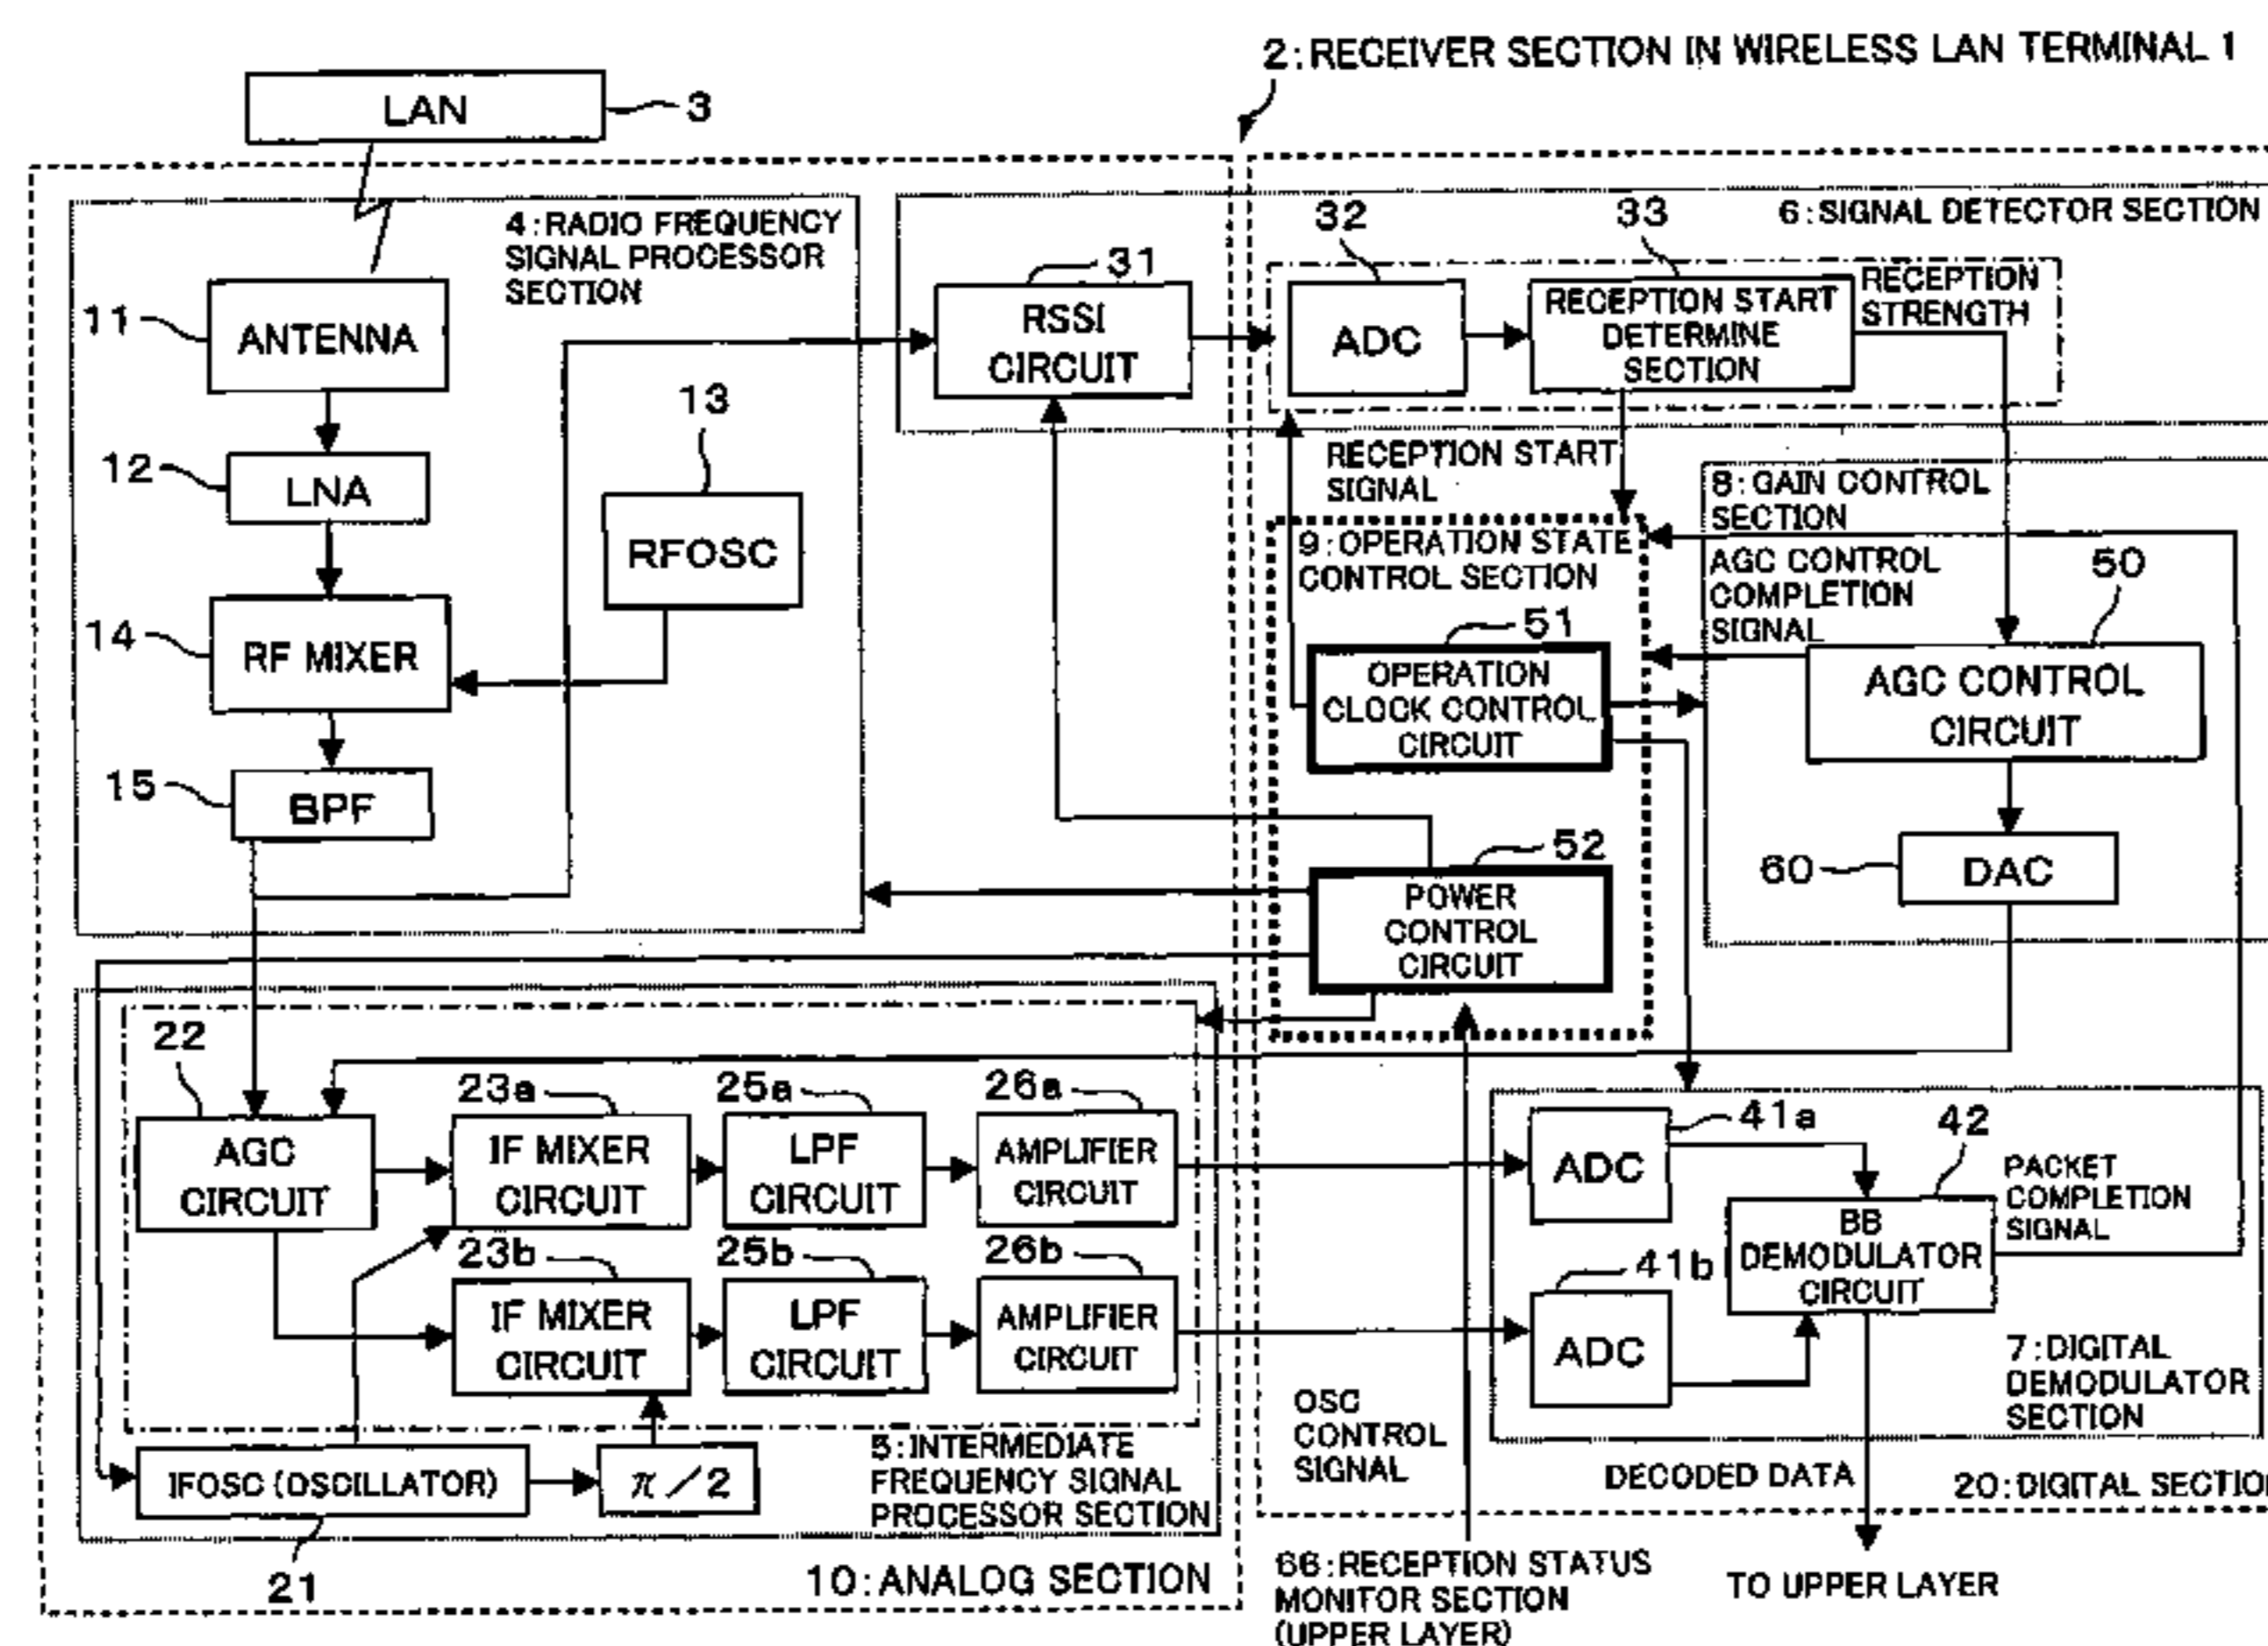 2:RECEIVER SECTION IN WIRELESS LAN TERMINAL 1
LAN
3
4:RADIO FREQUENCY
SIGNAL PROCESSOR
SECTION
11
ANTENNA
12
LNA
13
RFOSC
14
RF MIXER
15
BPF
31
RSSI
CIRCUIT
6:SIGNAL DETECTOR SECTION
32
ADC
33
RECEPTION START
DETERMINE
SECTION
RECEPTION
STRENGTH
RECEPTION START
SIGNAL
8:GAIN CONTROL
SECTION
9:OPERATION STATE
CONTROL SECTION
AGC CONTROL
COMPLETION
SIGNAL
50
AGC CONTROL
CIRCUIT
51
OPERATION
CLOCK CONTROL
CIRCUIT
52
POWER
CONTROL
CIRCUIT
60
DAC
22
AGC
CIRCUIT
23a
IF MIXER
CIRCUIT
25a
LPF
CIRCUIT
26a
AMPLIFIER
CIRCUIT
23b
IF MIXER
CIRCUIT
25b
LPF
CIRCUIT
26b
AMPLIFIER
CIRCUIT
IFOSC (OSCILLATOR)
21
π/2
5:INTERMEDIATE
FREQUENCY SIGNAL
PROCESSOR SECTION
10:ANALOG SECTION
41a
ADC
41b
ADC
42
BB
DEMODULATOR
CIRCUIT
PACKET
COMPLETION
SIGNAL
7:DIGITAL
DEMODULATOR
SECTION
OSC
CONTROL
SIGNAL
DECODED DATA
20:DIGITAL SECTIO
66:RECEPTION STATUS
MONITOR SECTION
(UPPER LAYER)
TO UPPER LAYER